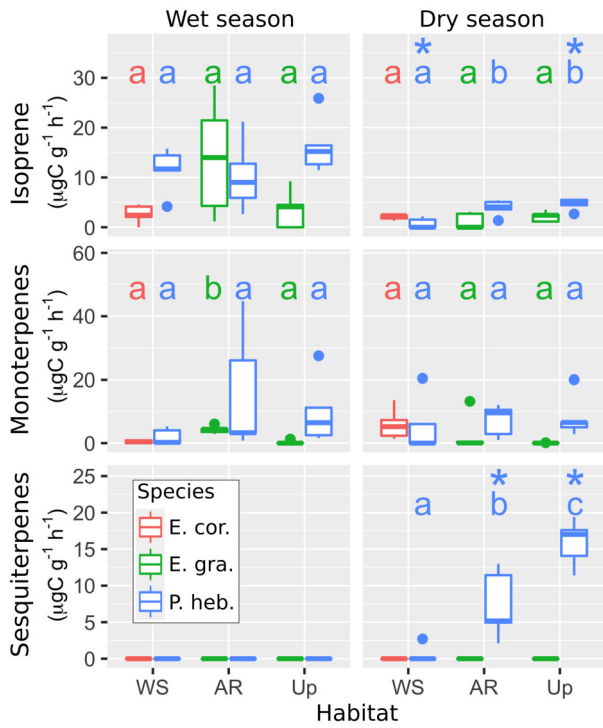 Wet season Dry season
* *
a a a a a a a a b a b
Isoprene
(µgC g⁻¹ h⁻¹)
30
20
10
0
a a b a a a a a a a a a
Monoterpenes
(µgC g⁻¹ h⁻¹)
60
40
20
0
* *
a b c
Sesquiterpenes
(µgC g⁻¹ h⁻¹)
25
20
15
10
5
0
Species
E. cor.
E. gra.
P. heb.
WS AR Up WS AR Up
Habitat